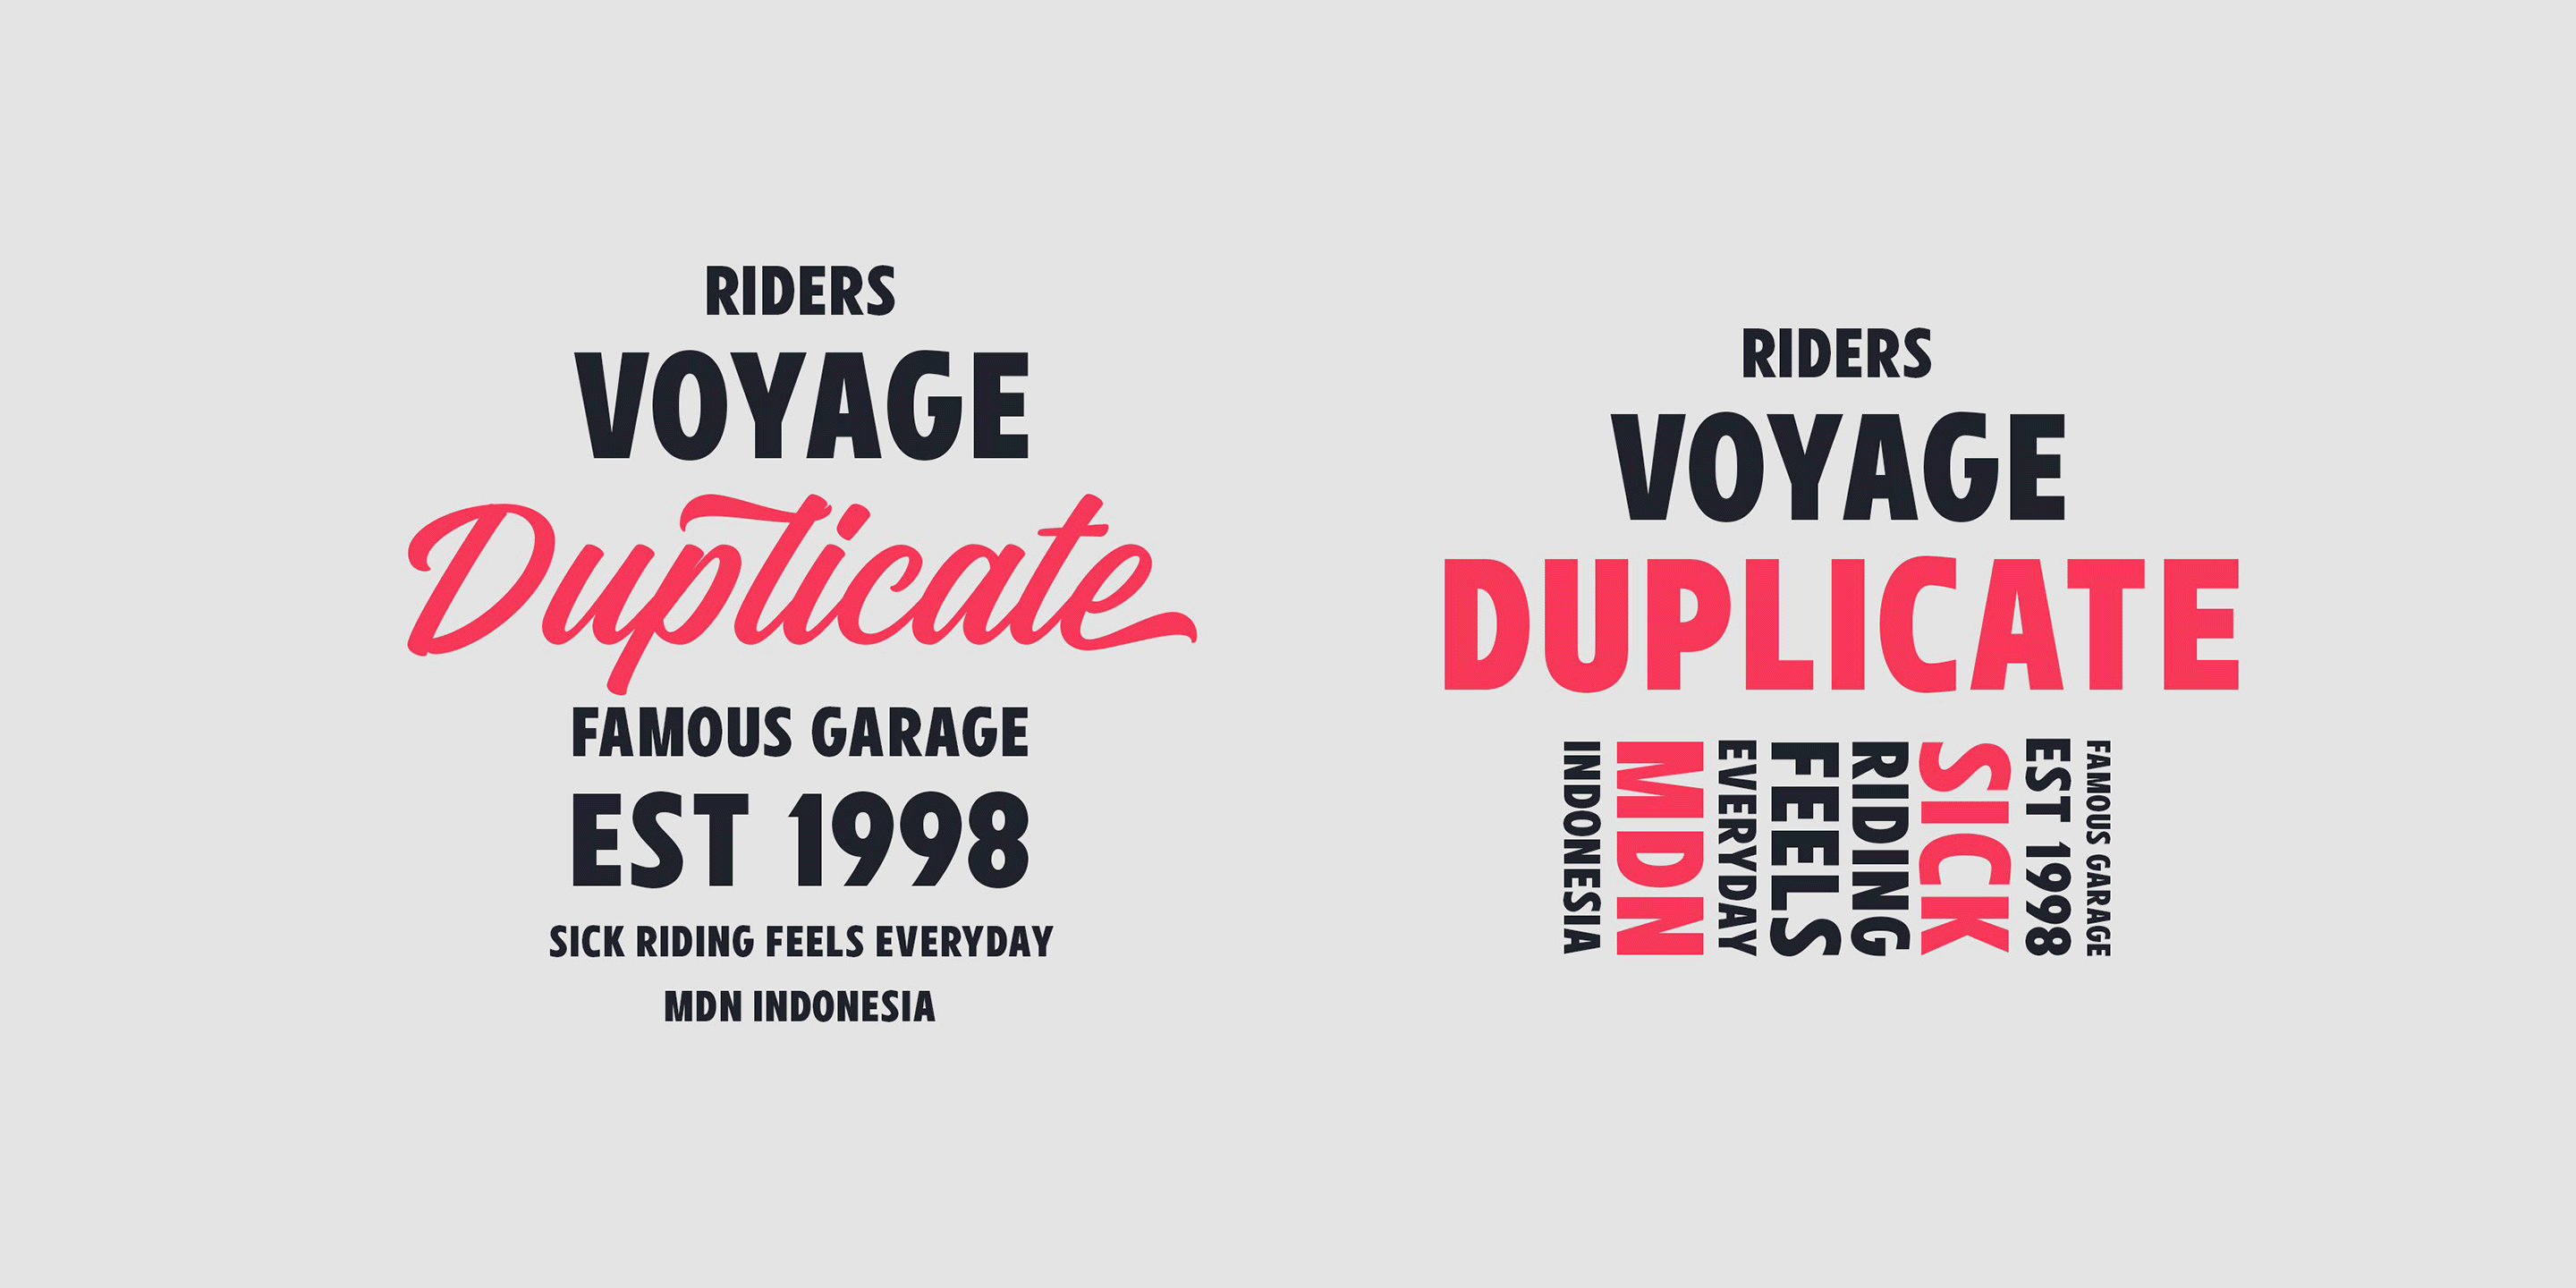 RIDERS
VOYAGE
Duplicate
FAMOUS GARAGE
EST 1998
SICK RIDING FEELS EVERYDAY
MDN INDONESIA
RIDERS
VOYAGE
DUPLICATE
FAMOUS GARAGE
EST 1998
SICK
RIDING
FEELS
EVERYDAY
MDN
INDONESIA